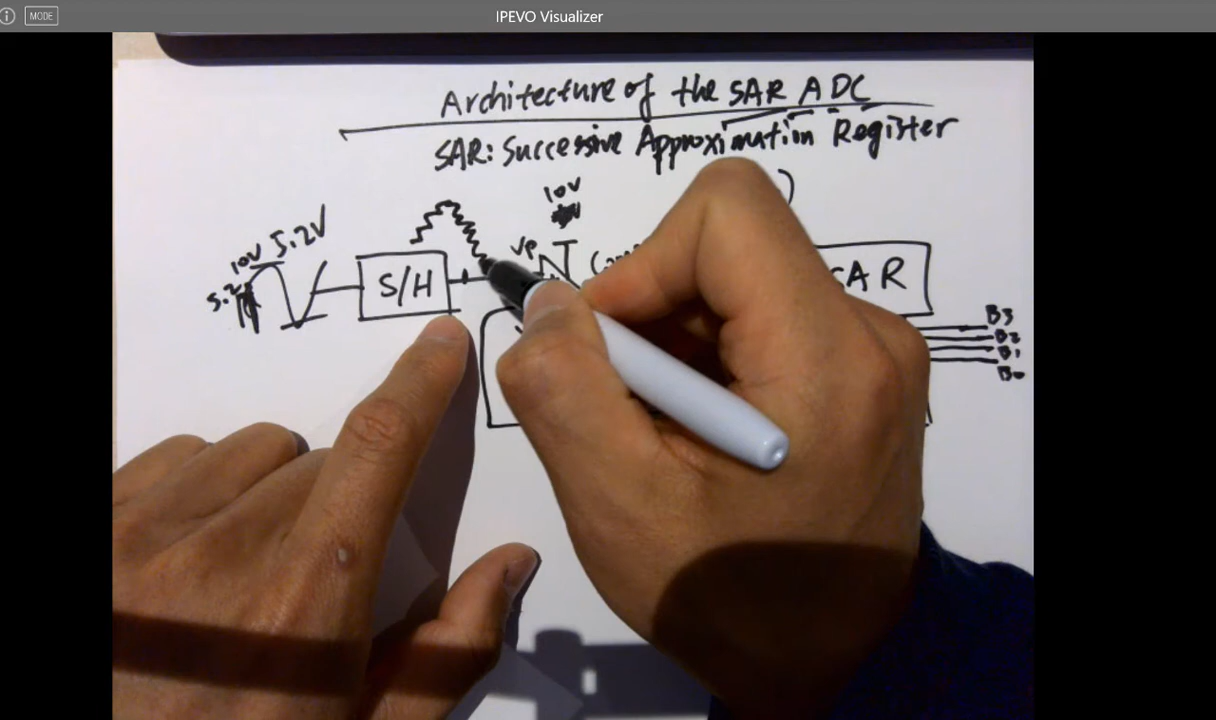 MODE
IPEVO Visualizer
Architecture of the SAR ADC
SAR: Successive Approximation Register
10V
10V 5.2V
5.2
Vp
S/H
SAR
B3
B2
B1
B0